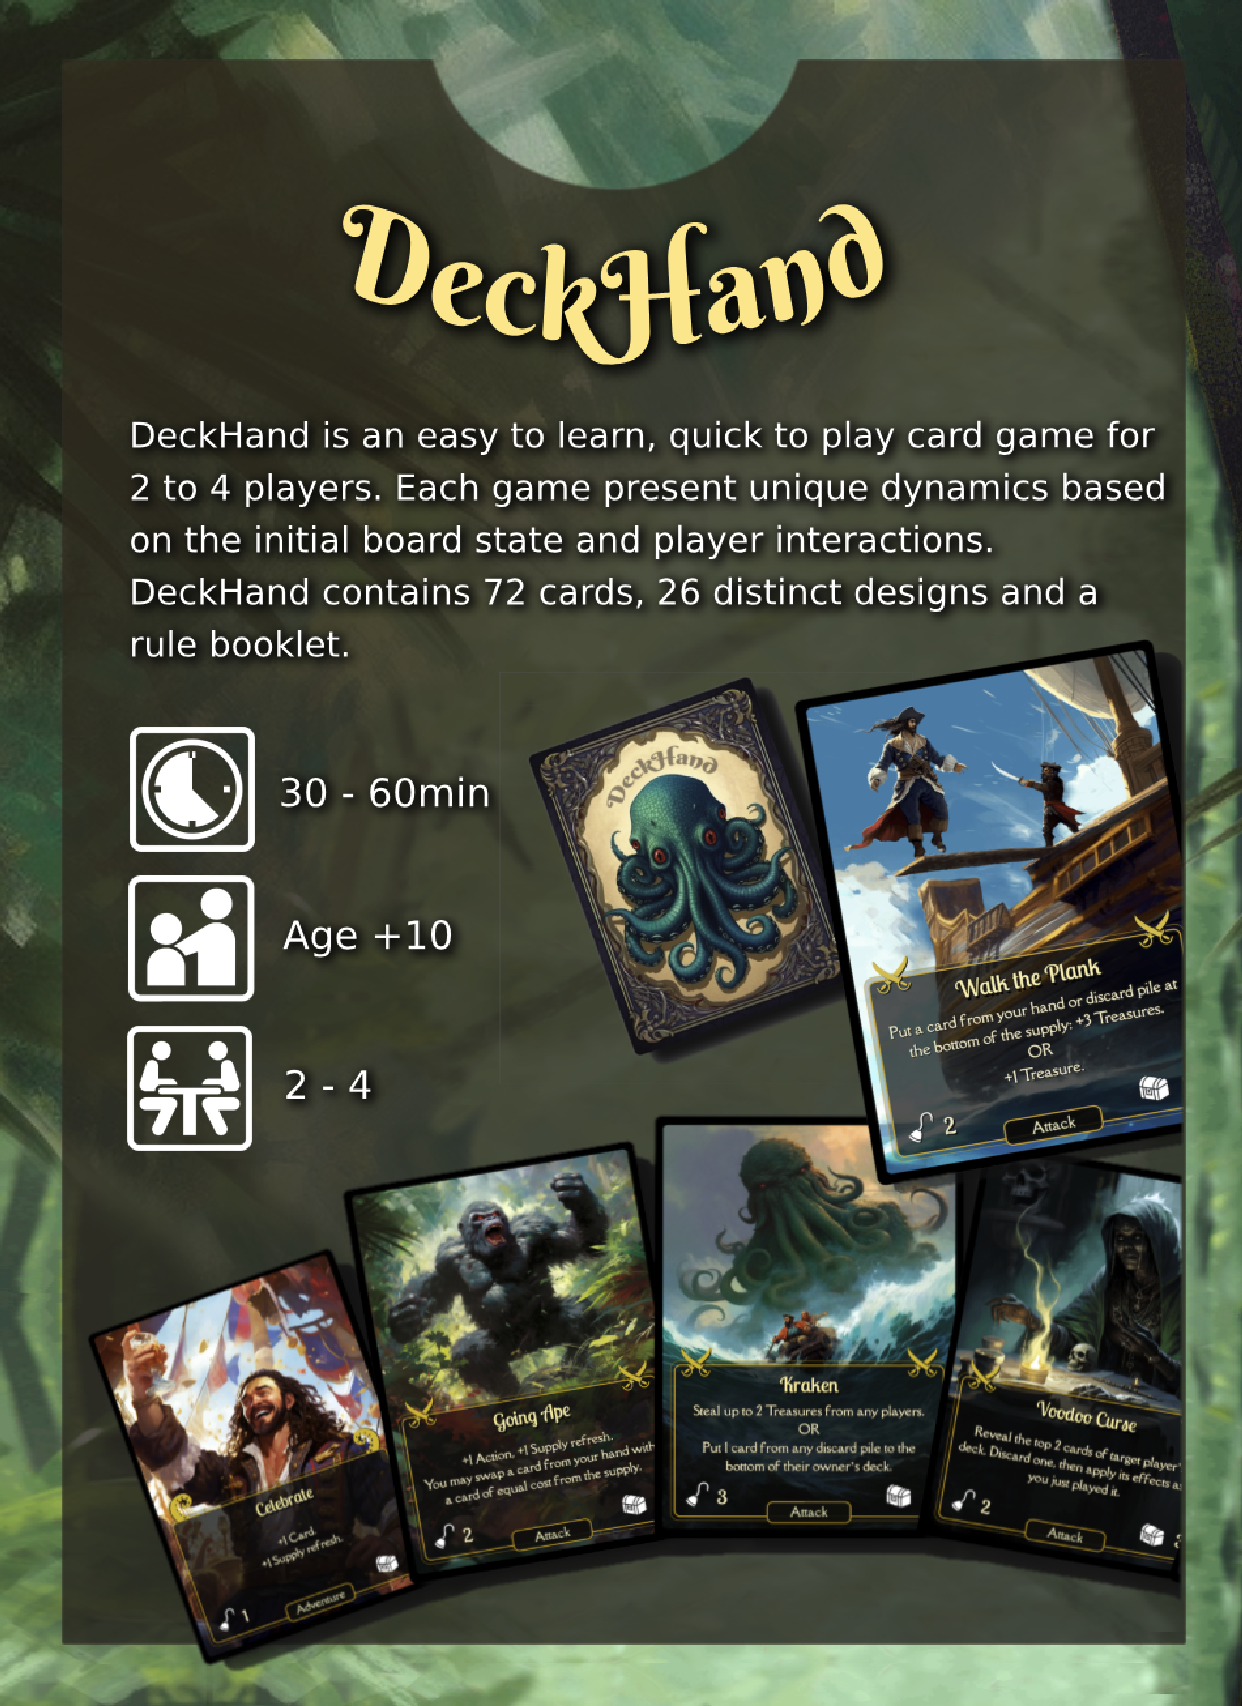 DeckHand
DeckHand is an easy to learn, quick to play card game for
2 to 4 players. Each game present unique dynamics based
on the initial board state and player interactions.
DeckHand contains 72 cards, 26 distinct designs and a
rule booklet.
30 - 60min
Age +10
2 - 4
DeckHand
Walk the Plank
Put a card from your hand or discard pile at
the bottom of the supply: +3 Treasures.
OR
+1 Treasure.
2
Attack
Celebrate
+1 Card.
+1 Supply refresh.
1
Adventure
Going Ape
+1 Action, +1 Supply refresh.
You may swap a card from your hand with
a card of equal cost from the supply.
2
Attack
Kraken
Steal up to 2 Treasures from any players.
OR
Put 1 card from any discard pile to the
bottom of their owner's deck.
3
Attack
Voodoo Curse
Reveal the top 2 cards of target player'
deck. Discard one, then apply its effects a
you just played it.
2
Attack